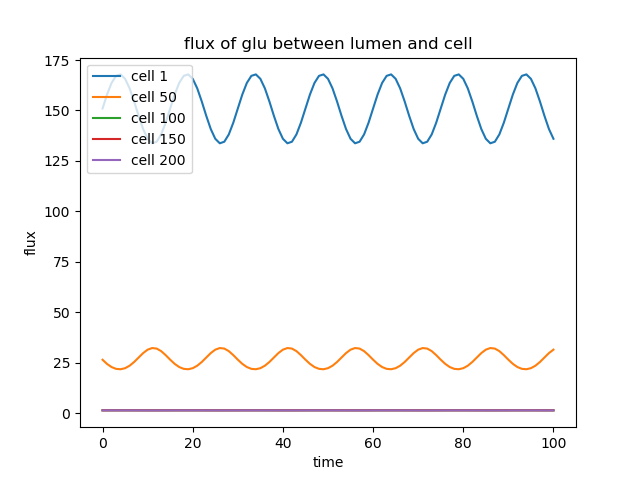 flux of glu between lumen and cell
175
150
125
100
75
50
25
0
flux
cell 1
cell 50
cell 100
cell 150
cell 200
0 20 40 60 80 100
time